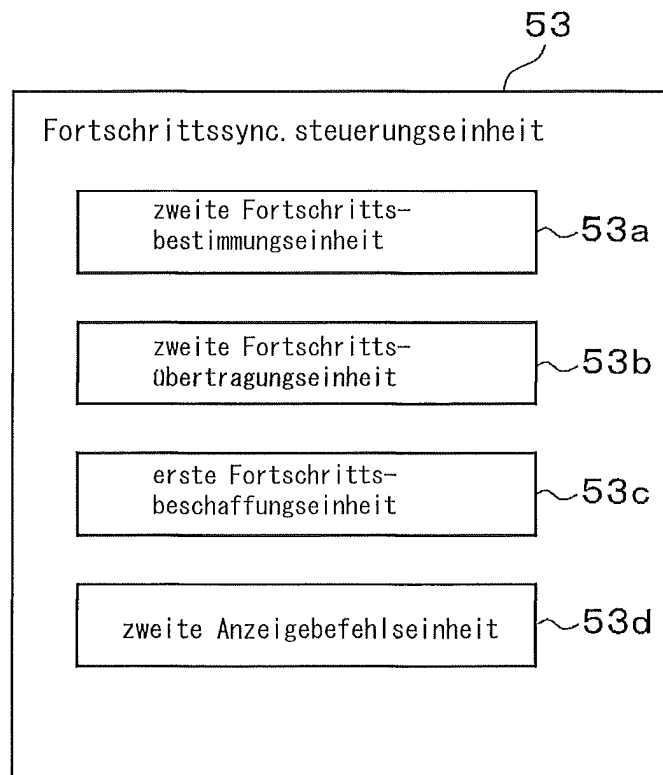 53
Fortschrittssync. steuerungseinheit
zweite Fortschritts-
bestimmungseinheit
53a
zweite Fortschritts-
übertragungseinheit
53b
erste Fortschritts-
beschaffungseinheit
53c
zweite Anzeigebefehlseinheit
53d